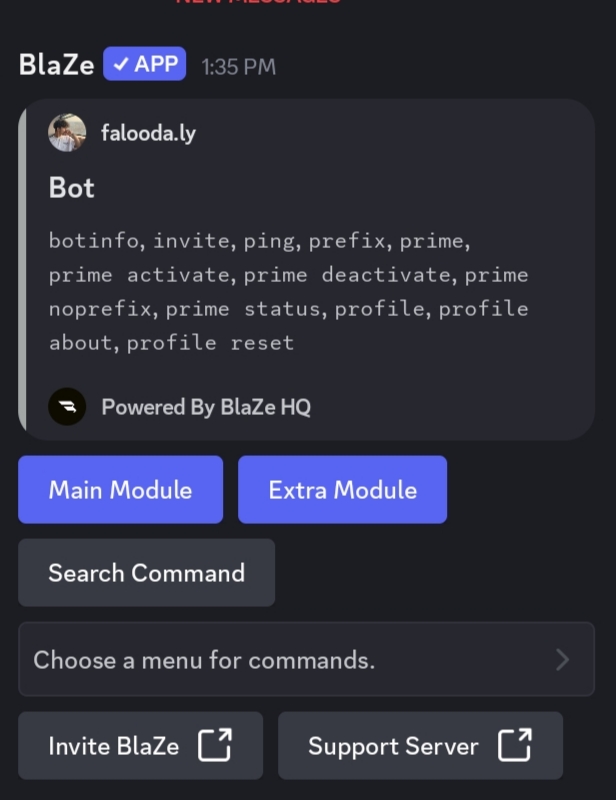 NEW MESSAGES
BlaZe ✓ APP 1:35 PM
falooda.ly
Bot
botinfo, invite, ping, prefix, prime,
prime activate, prime deactivate, prime
noprefix, prime status, profile, profile
about, profile reset
Powered By BlaZe HQ
Main Module Extra Module
Search Command
Choose a menu for commands.
Invite BlaZe Support Server